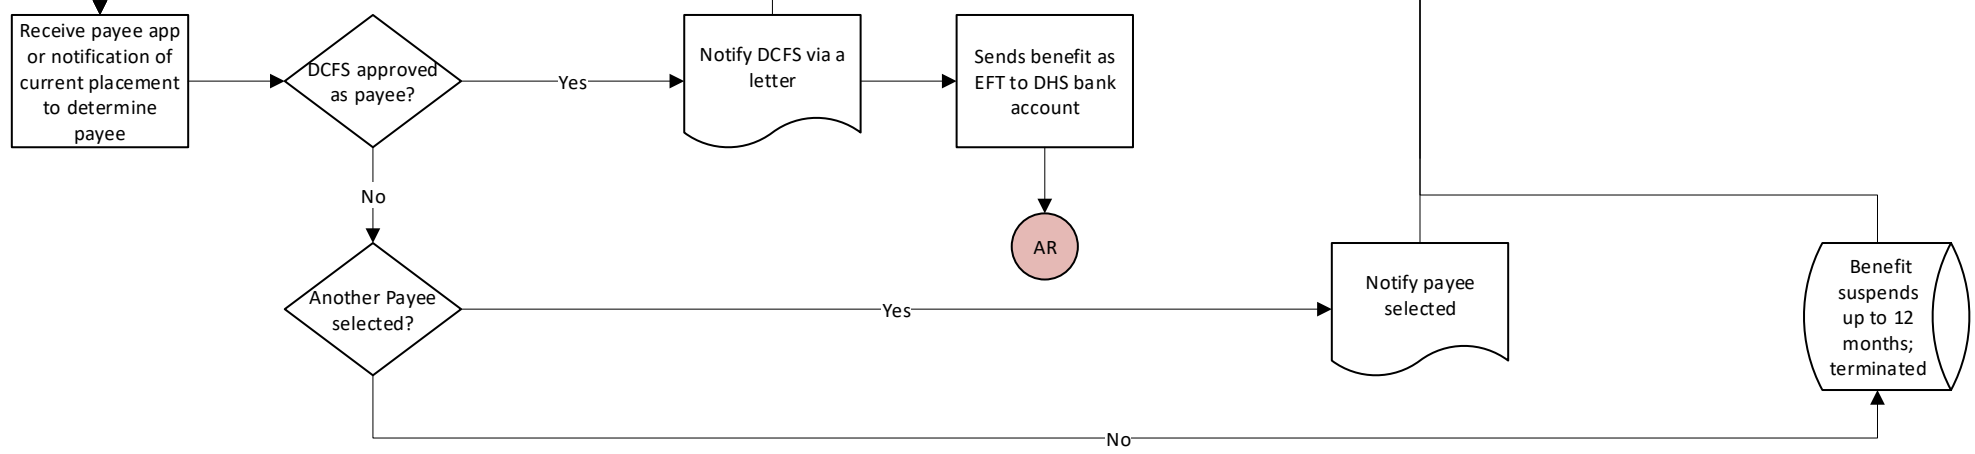 Receive payee app
or notification of
current placement
to determine
payee
DCFS approved
as payee?
Yes
Notify DCFS via a
letter
Sends benefit as
EFT to DHS bank
account
No
AR
Another Payee
selected?
Yes
Notify payee
selected
Benefit
suspends
up to 12
months;
terminated
No